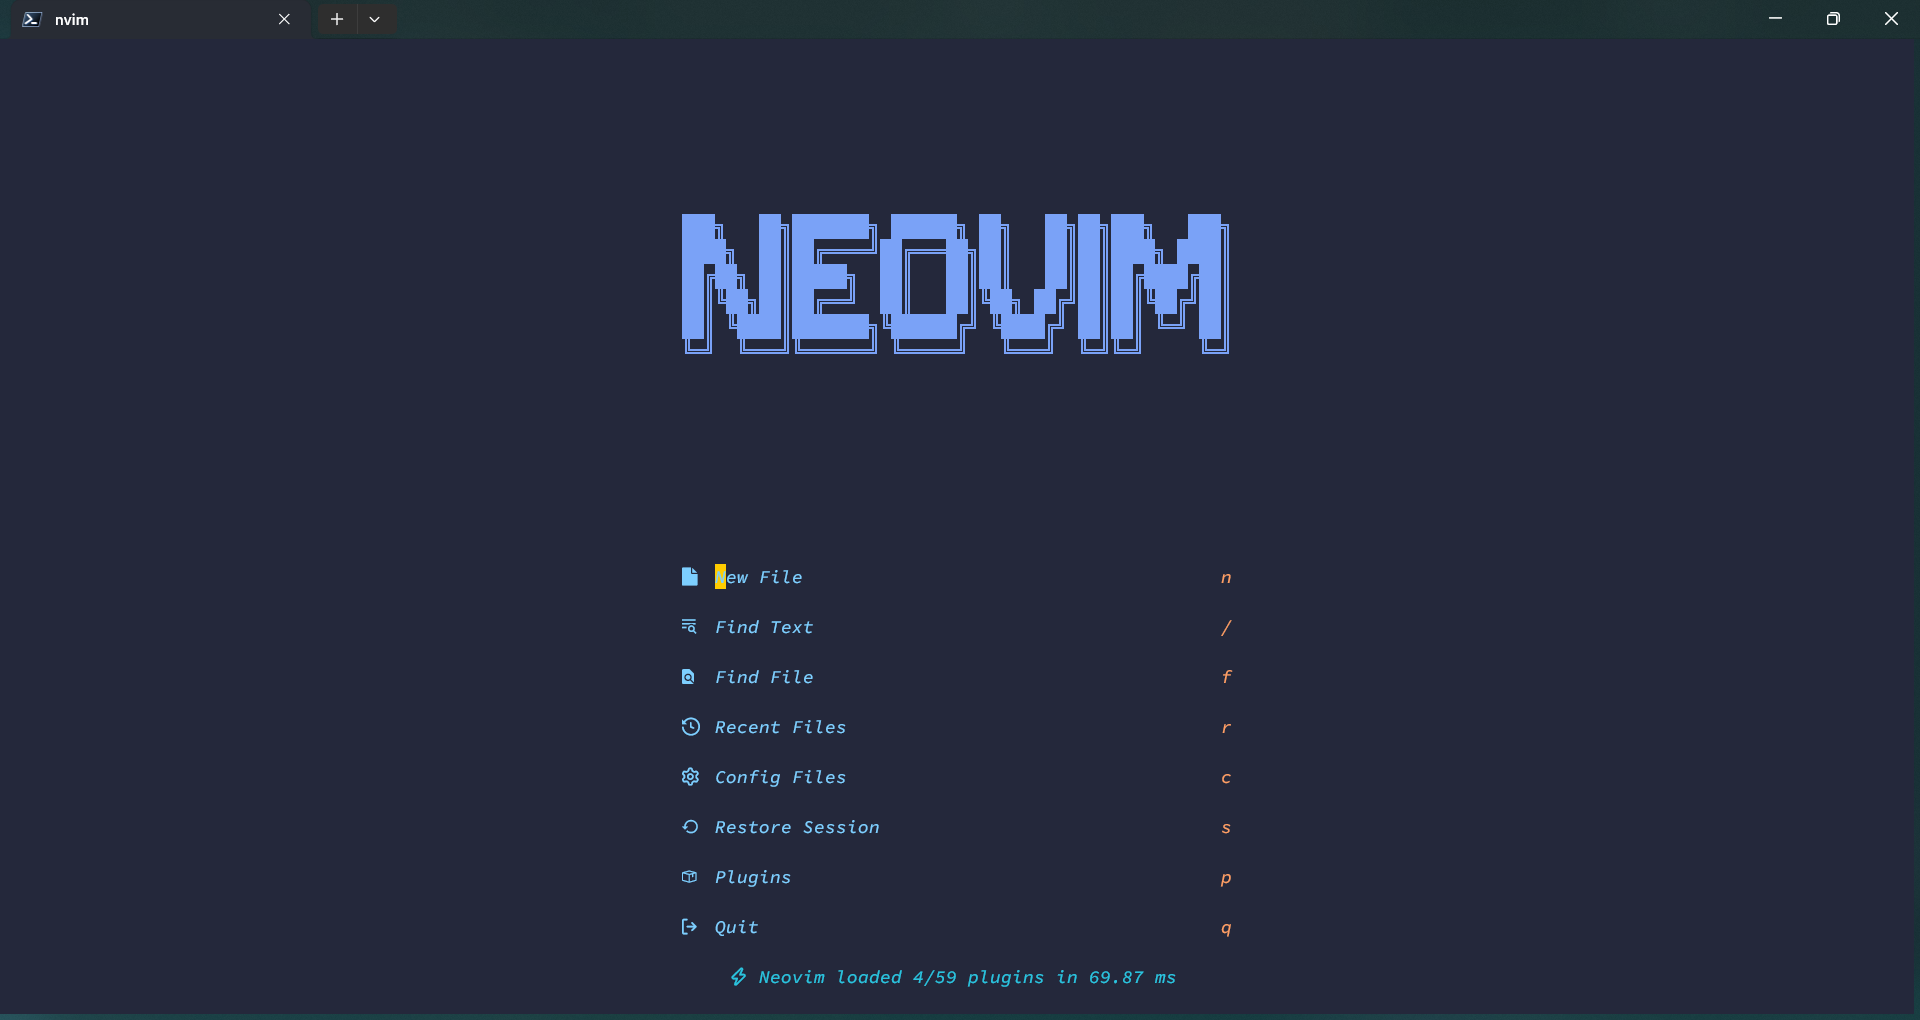 nvim
NEOVIM
New File n
Find Text /
Find File f
Recent Files r
Config Files c
Restore Session s
Plugins p
Quit q
Neovim loaded 4/59 plugins in 69.87 ms